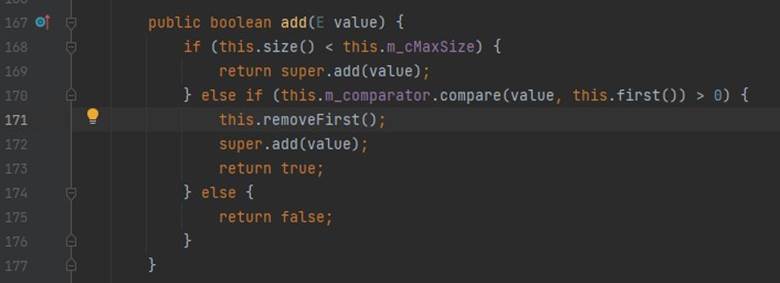 167 public boolean add(E value) {
168 if (this.size() < this.m_cMaxSize) {
169 return super.add(value);
170 } else if (this.m_comparator.compare(value, this.first()) > 0) {
171 this.removeFirst();
172 super.add(value);
173 return true;
174 } else {
175 return false;
176 }
177 }